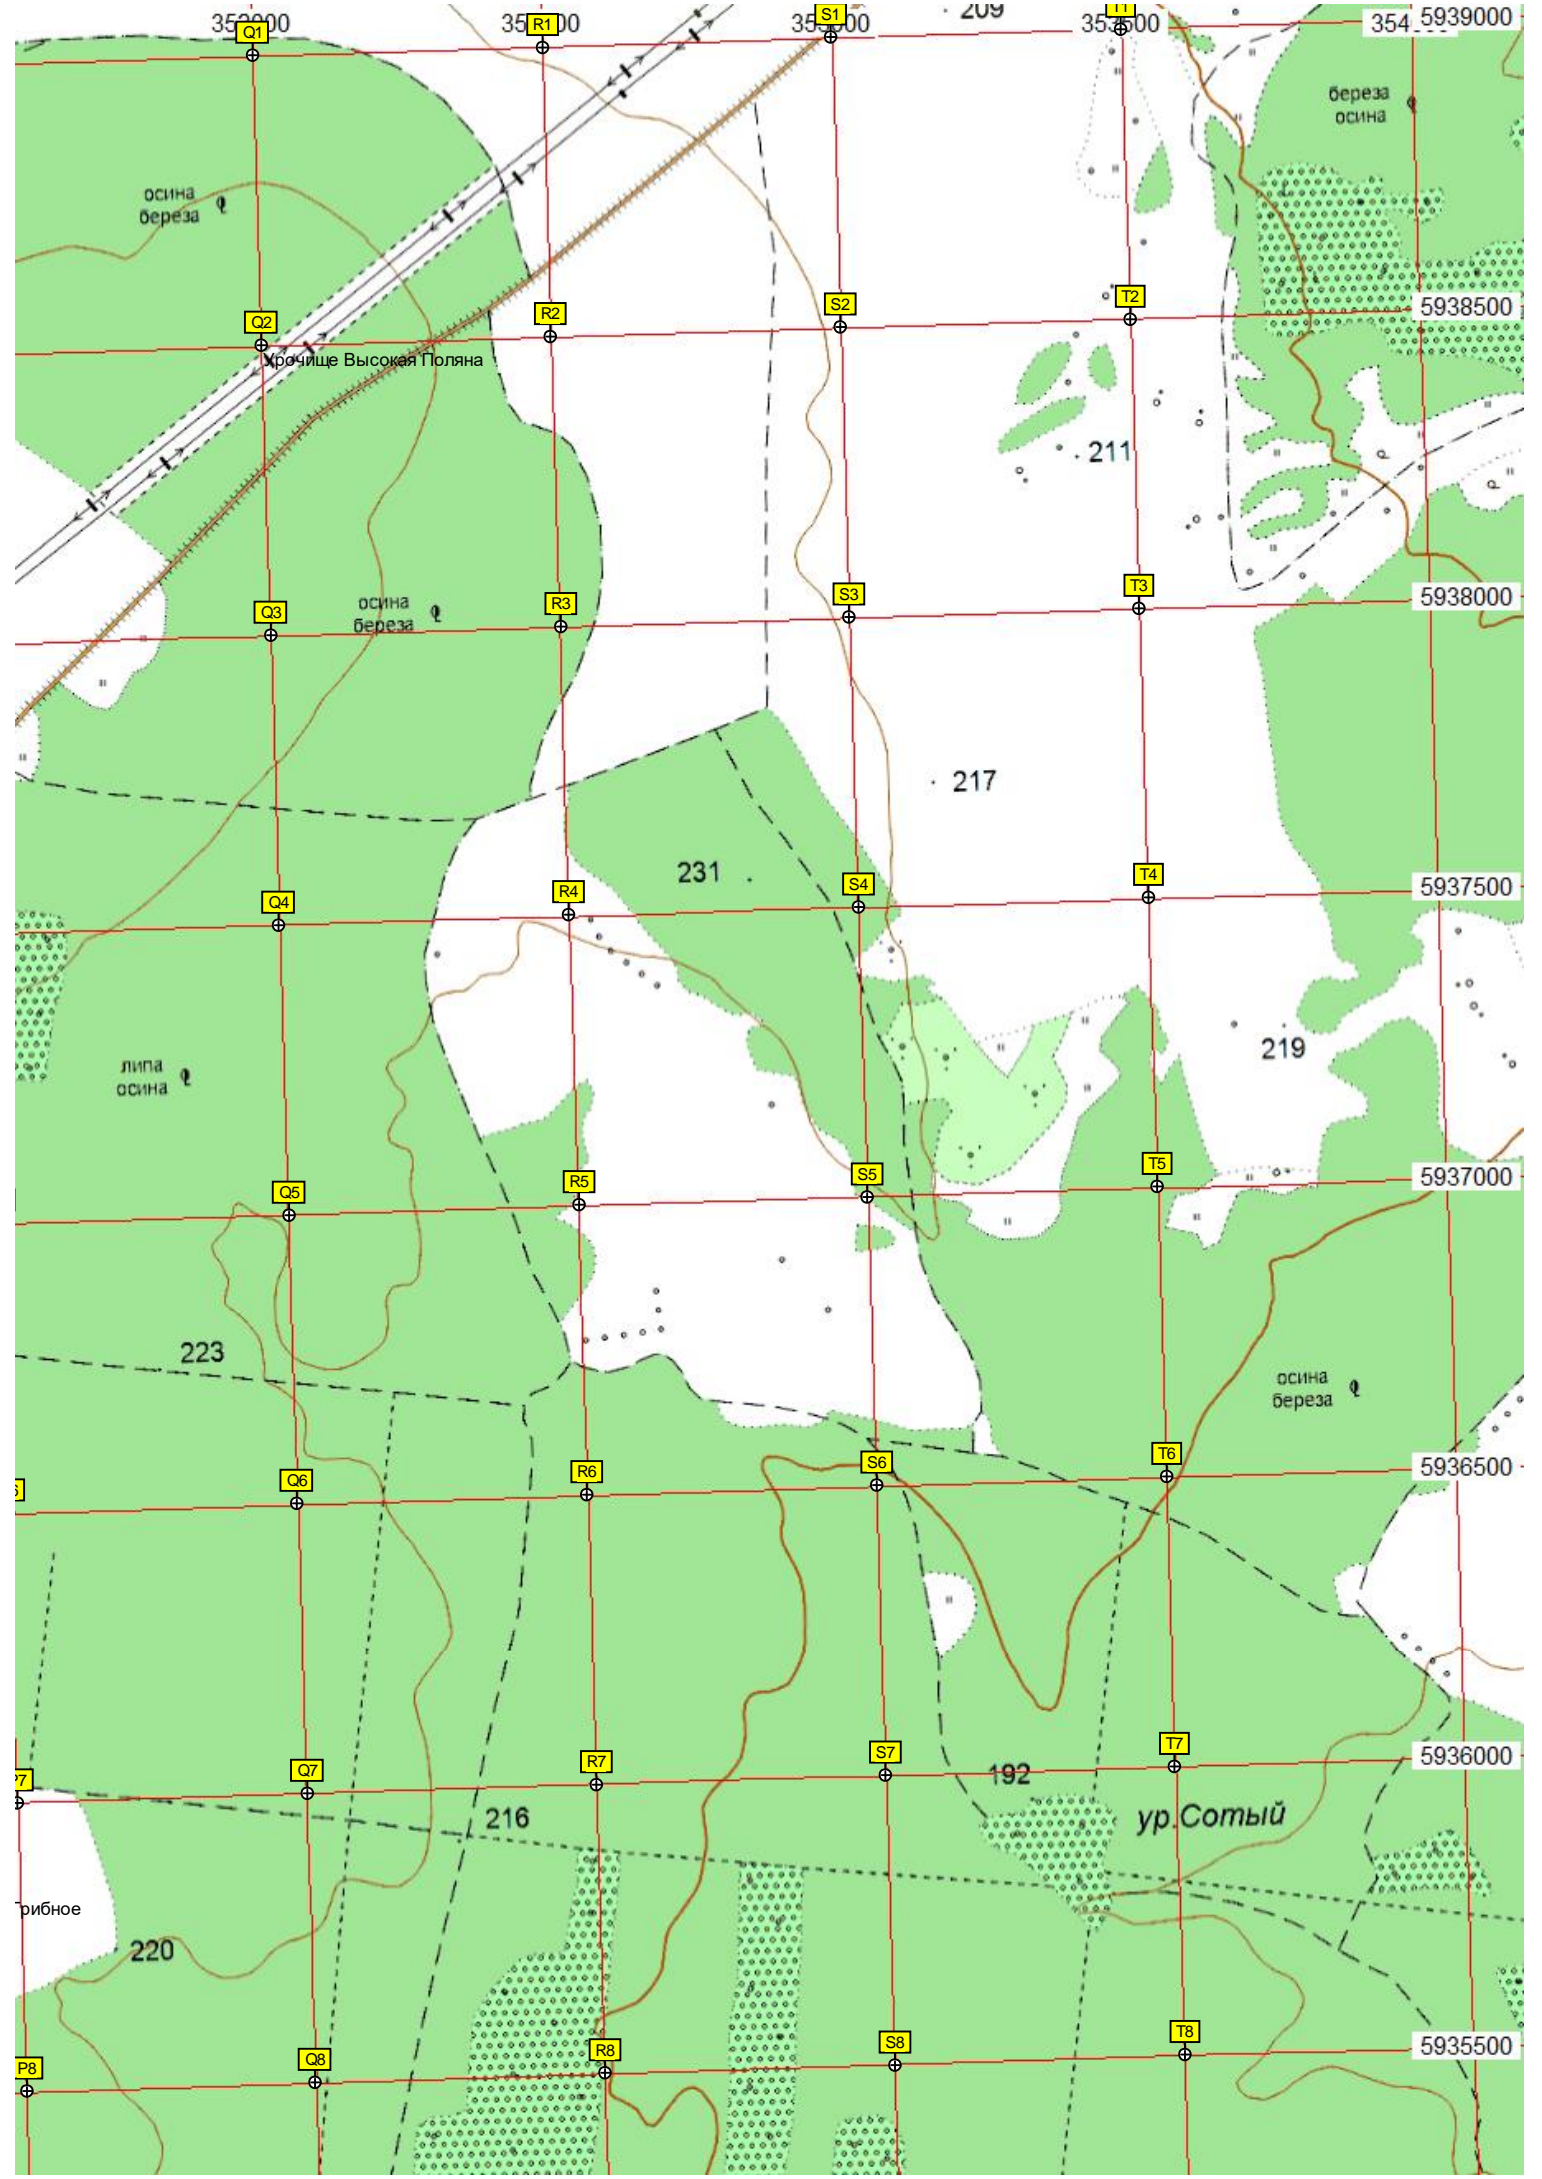 209
5939000
Q1
R1
S1
T1
береза
осина
осина
береза
Q2
R2
S2
T2
5938500
Урочище Высокая Поляна
211
Q3
R3
S3
T3
5938000
осина
береза
217
231
Q4
R4
S4
T4
5937500
219
липа
осина
Q5
R5
S5
T5
5937000
223
осина
береза
Q6
R6
S6
T6
5936500
Q7
R7
S7
T7
5936000
192
216
ур.Сотый
220
P8
Q8
R8
S8
T8
5935500